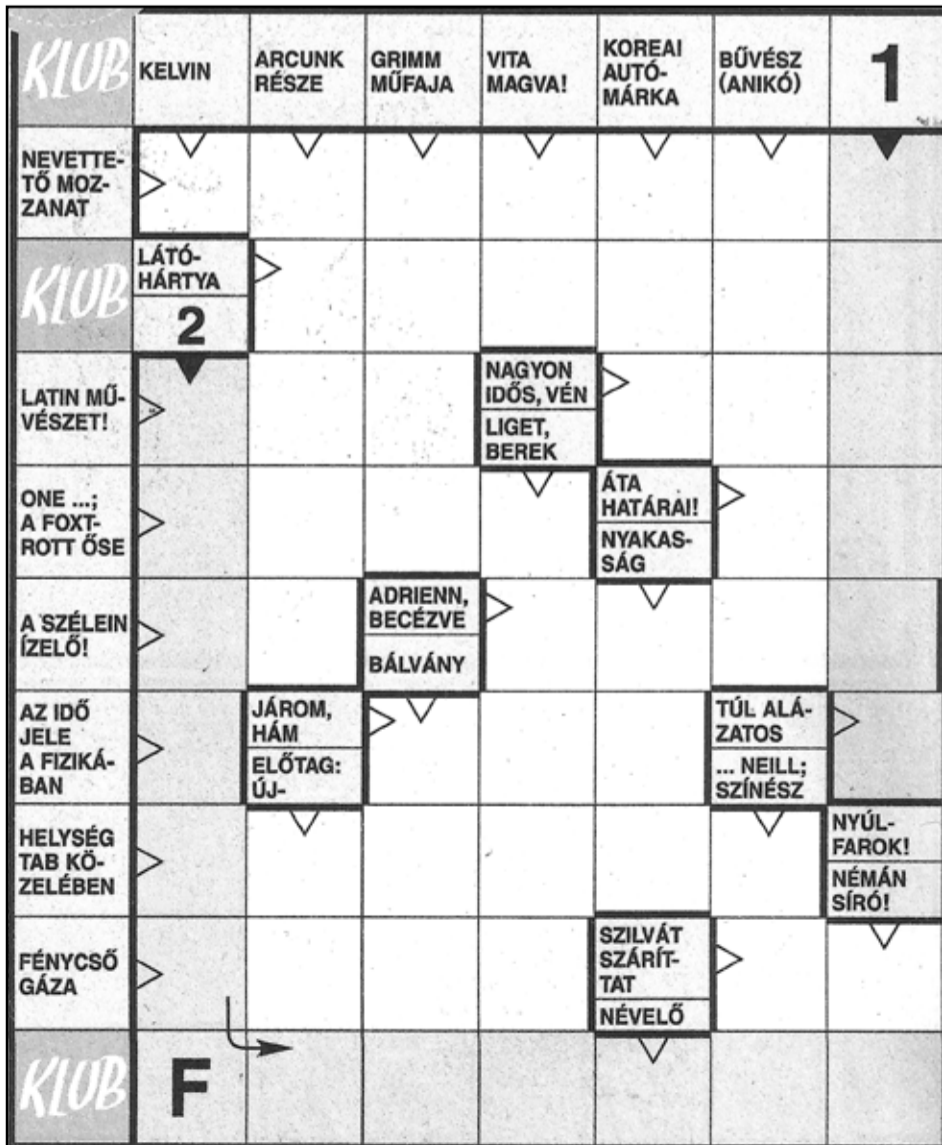 KLUB
KELVIN
ARCUNK
RÉSZE
GRIMM
MŰFAJA
VITA
MAGVA!
KOREAI
AUTÓ-
MÁRKA
BŰVÉSZ
(ANIKÓ)
1
NEVETTE-
TŐ MOZ-
ZANAT
KLUB
LÁTÓ-
HÁRTYA
2
LATIN MŰ-
VÉSZET!
NAGYON
IDŐS, VÉN
LIGET,
BEREK
ONE ...;
A FOXT-
ROTT ŐSE
ÁTA
HATÁRAI!
NYAKAS-
SÁG
A SZÉLEIN
ÍZELŐ!
ADRIENN,
BECÉZVE
BÁLVÁNY
AZ IDŐ
JELE
A FIZIKÁ-
BAN
JÁROM,
HÁM
ELŐTAG:
ÚJ-
TÚL ALÁ-
ZATOS
... NEILL;
SZÍNÉSZ
HELYSÉG
TAB KÖ-
ZELÉBEN
NYÚL-
FAROK!
NÉMÁN
SÍRÓ!
FÉNYCSŐ
GÁZA
SZILVÁT
SZÁRÍT-
TAT
NÉVELŐ
KLUB
F